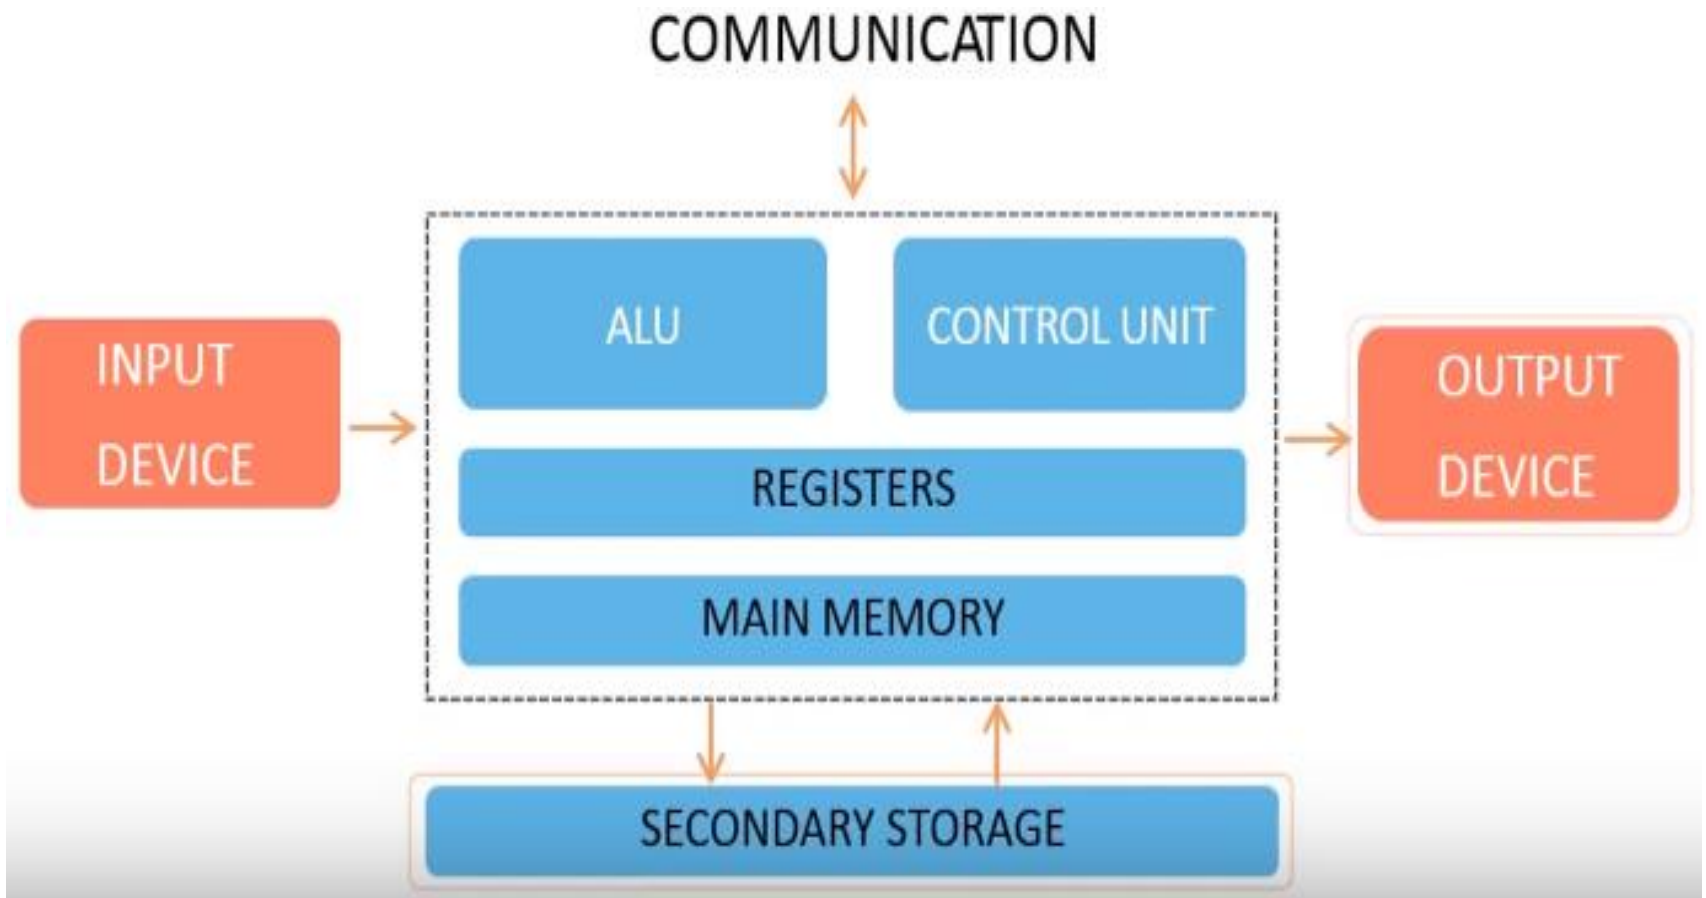 COMMUNICATION
ALU
CONTROL UNIT
INPUT
DEVICE
OUTPUT
DEVICE
REGISTERS
MAIN MEMORY
SECONDARY STORAGE